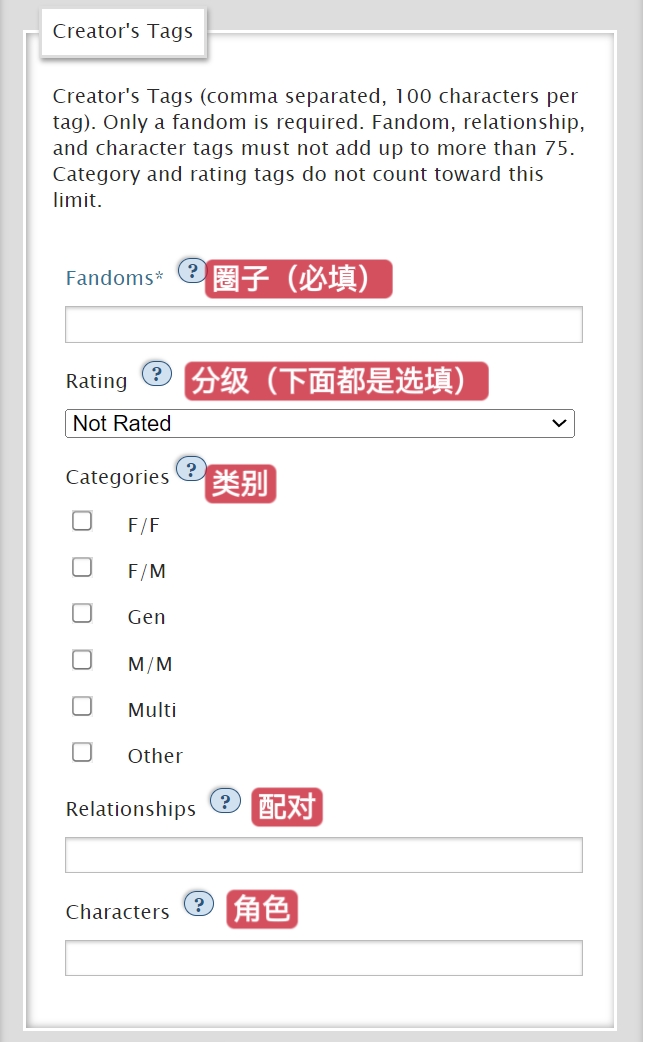 Creator's Tags
Creator's Tags (comma separated, 100 characters per
tag). Only a fandom is required. Fandom, relationship,
and character tags must not add up to more than 75.
Category and rating tags do not count toward this
limit.
Fandoms* ? 圈子（必填）
Rating ? 分级（下面都是选填）
Not Rated
Categories ? 类别
F/F
F/M
Gen
M/M
Multi
Other
Relationships ? 配对
Characters ? 角色